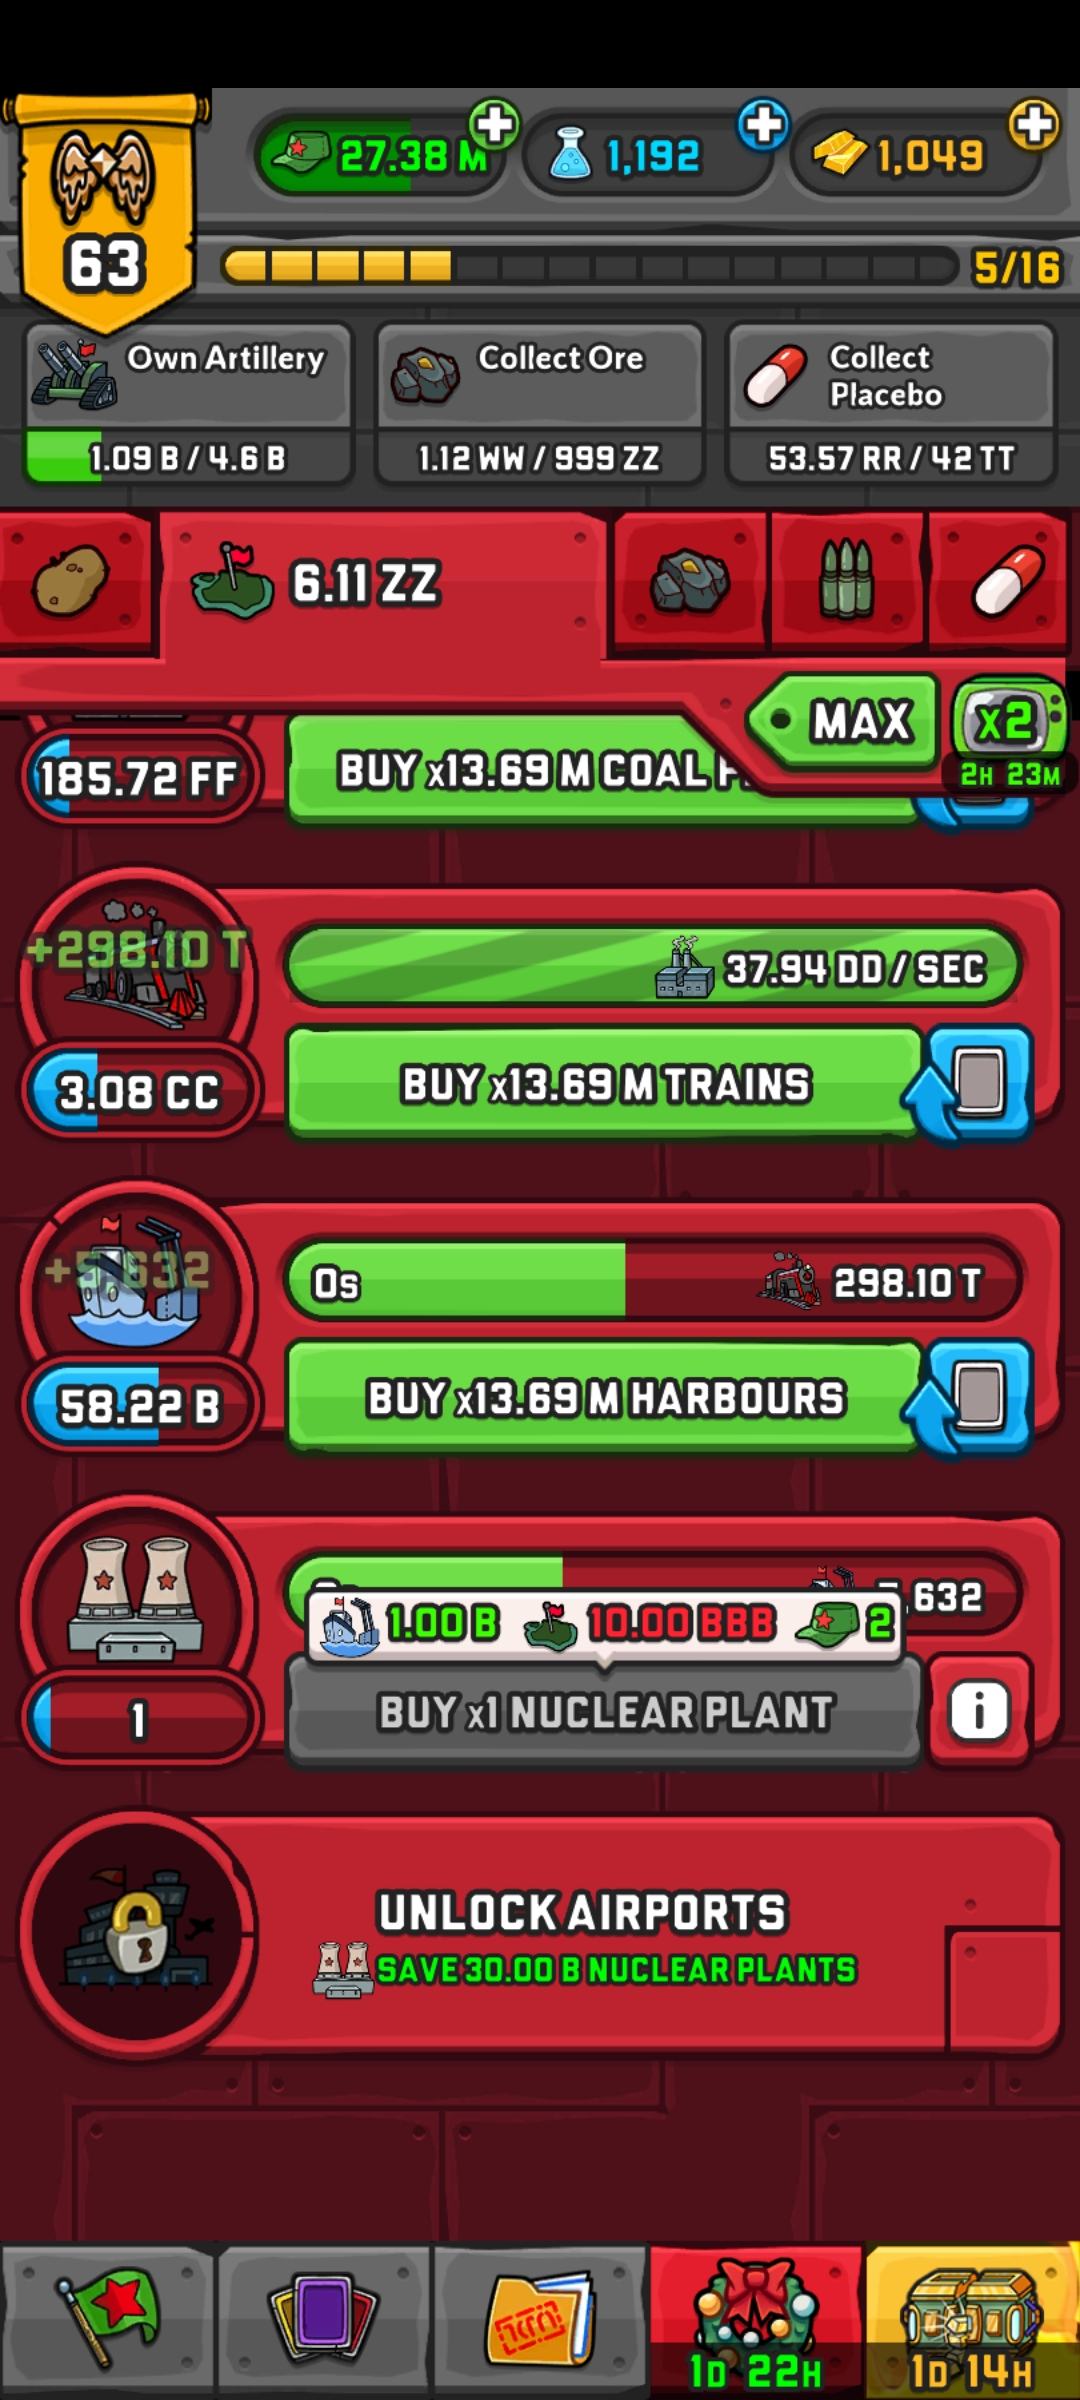 27.38 M
1,192
1,049
63
5/16
Own Artillery
1.09 B / 4.6 B
Collect Ore
1.12 WW / 999 ZZ
Collect
Placebo
53.57 RR / 42 TT
6.11 ZZ
MAX
x2
2H 23M
185.72 FF
BUY x13.69 M COAL
+298.10 T
37.94 DD / SEC
3.08 CC
BUY x13.69 M TRAINS
+5,632
0s
298.10 T
58.22 B
BUY x13.69 M HARBOURS
,632
1.00 B
10.00 BBB
2
1
BUY x1 NUCLEAR PLANT
i
UNLOCK AIRPORTS
SAVE 30.00 B NUCLEAR PLANTS
1D 22H
1D 14H